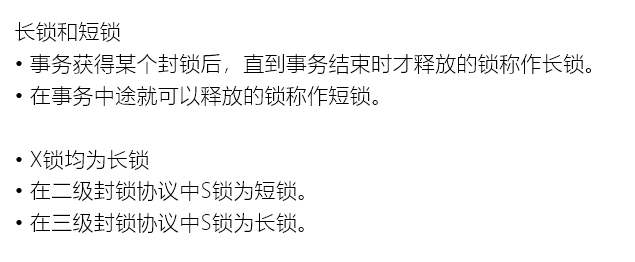 长锁和短锁
• 事务获得某个封锁后，直到事务结束时才释放的锁称作长锁。
• 在事务中途就可以释放的锁称作短锁。
• X锁均为长锁
• 在二级封锁协议中S锁为短锁。
• 在三级封锁协议中S锁为长锁。